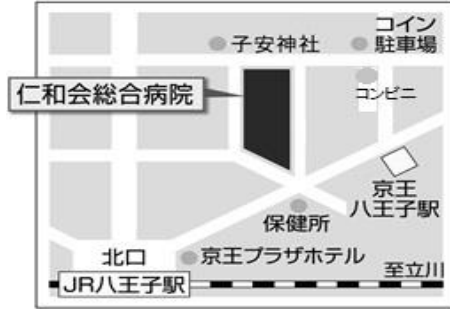 コイン
駐車場
子安神社
仁和会総合病院
コンビニ
京王
八王子駅
保健所
北口
京王プラザホテル
至立川
JR八王子駅